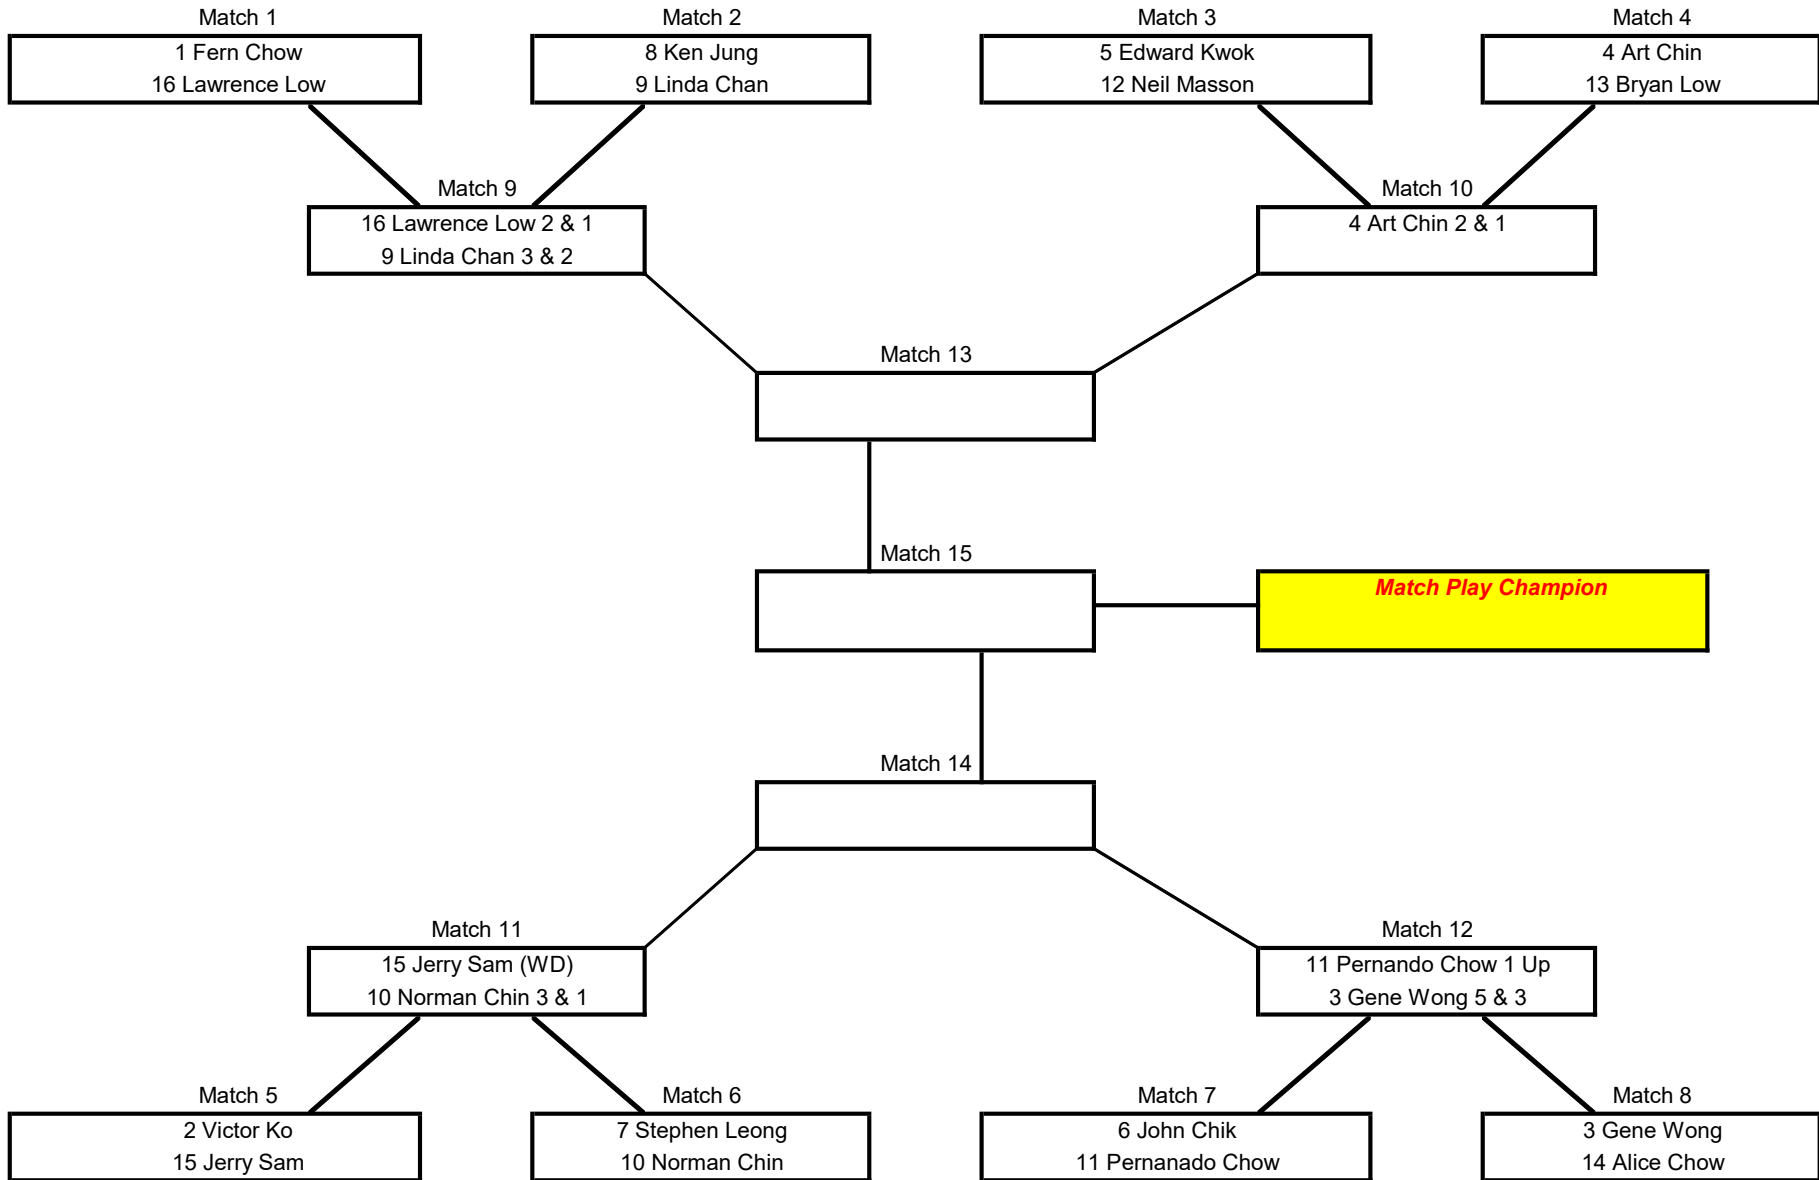 Match 1
Match 2
Match 3
Match 4
1 Fern Chow
16 Lawrence Low
8 Ken Jung
9 Linda Chan
5 Edward Kwok
12 Neil Masson
4 Art Chin
13 Bryan Low
Match 9
Match 10
16 Lawrence Low 2 & 1
9 Linda Chan 3 & 2
4 Art Chin 2 & 1
Match 13
Match 15
Match Play Champion
Match 14
Match 11
Match 12
15 Jerry Sam (WD)
10 Norman Chin 3 & 1
11 Pernando Chow 1 Up
3 Gene Wong 5 & 3
Match 5
Match 6
Match 7
Match 8
2 Victor Ko
15 Jerry Sam
7 Stephen Leong
10 Norman Chin
6 John Chik
11 Pernanado Chow
3 Gene Wong
14 Alice Chow